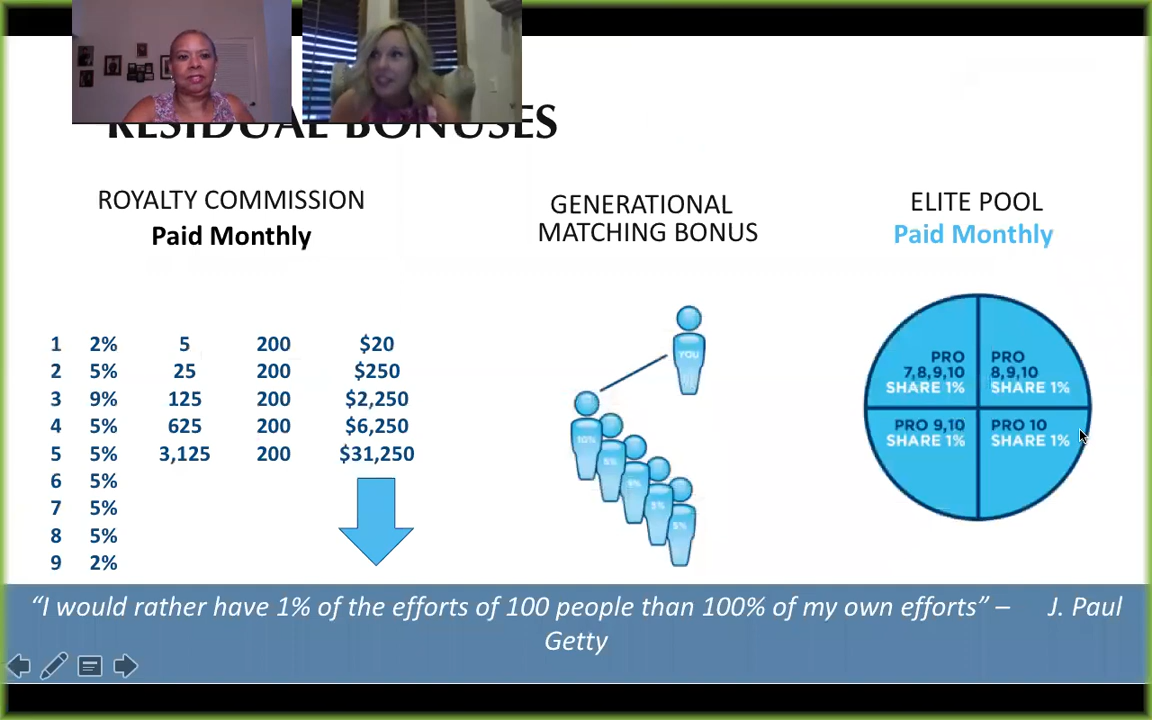 RESIDUAL BONUSES
ROYALTY COMMISSION
Paid Monthly
1 2% 5 200 $20
2 5% 25 200 $250
3 9% 125 200 $2,250
4 5% 625 200 $6,250
5 5% 3,125 200 $31,250
6 5%
7 5%
8 5%
9 2%
GENERATIONAL
MATCHING BONUS
YOU
10%
5%
5%
5%
5%
ELITE POOL
Paid Monthly
PRO
7,8,9,10
SHARE 1%
PRO
8,9,10
SHARE 1%
PRO 9,10
SHARE 1%
PRO 10
SHARE 1%
“I would rather have 1% of the efforts of 100 people than 100% of my own efforts” – J. Paul
Getty